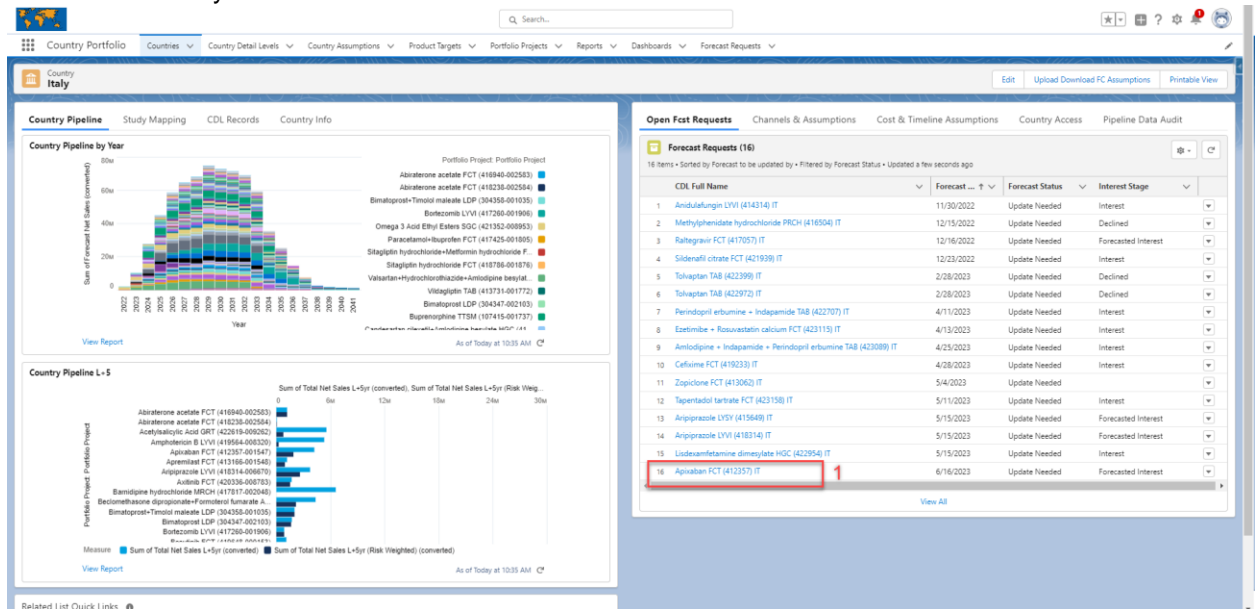 Search...
Country Portfolio Countries Country Detail Levels Country Assumptions Product Targets Portfolio Projects Reports Dashboards Forecast Requests
Country
Italy
Edit Upload Download FC Assumptions Printable View
Country Pipeline Study Mapping CDL Records Country Info
Country Pipeline by Year
Sum of Forecast Net Sales (converted)
80M
60M
40M
20M
0
2022 2023 2024 2025 2026 2027 2028 2029 2030 2031 2032 2033 2034 2035 2036 2037 2038 2039 2040 2041
Year
Portfolio Project: Portfolio Project
Abiraterone acetate FCT (416940-002583)
Abiraterone acetate FCT (418238-002584)
Bimatoprost+Timolol maleate LDP (304358-001035)
Bortezomib LYVI (417260-001906)
Omega 3 Acid Ethyl Esters SGC (421352-008953)
Paracetamol+Ibuprofen FCT (417425-001805)
Sitagliptin hydrochloride+Metformin hydrochloride F...
Sitagliptin hydrochloride FCT (418786-001876)
Valsartan+Hydrochlorothiazide+Amlodipine besylat...
Vildagliptin TAB (413731-001772)
Bimatoprost LDP (304347-002103)
Buprenorphine TTSM (107415-001737)
View Report
As of Today at 10:35 AM
Country Pipeline L+5
Sum of Total Net Sales L+5yr (converted), Sum of Total Net Sales L+5yr (Risk Weig...
0 6M 12M 18M 24M 30M
Portfolio Project: Portfolio Project
Abiraterone acetate FCT (416940-002583)
Abiraterone acetate FCT (418238-002584)
Acetylsalicylic Acid GRT (422619-009262)
Amphotericin B LYVI (419564-008320)
Apixaban FCT (412357-001547)
Apremilast FCT (413166-001548)
Aripiprazole LYVI (418314-006670)
Axitinib FCT (420336-008783)
Bamidipine hydrochloride MRCH (417817-002048)
Beclomethasone dipropionate+Formoterol fumarate A...
Bimatoprost+Timolol maleate LDP (304358-001035)
Bimatoprost LDP (304347-002103)
Bortezomib LYVI (417260-001906)
Measure Sum of Total Net Sales L+5yr (converted) Sum of Total Net Sales L+5yr (Risk Weighted) (converted)
View Report
As of Today at 10:35 AM
Related List Quick Links
Open Fcst Requests Channels & Assumptions Cost & Timeline Assumptions Country Access Pipeline Data Audit
Forecast Requests (16)
16 items • Sorted by Forecast to be updated by • Filtered by Forecast Status • Updated a few seconds ago
CDL Full Name Forecast ... Forecast Status Interest Stage
1 Anidulafungin LYVI (414314) IT 11/30/2022 Update Needed Interest
2 Methylphenidate hydrochloride PRCH (416504) IT 12/15/2022 Update Needed Declined
3 Raltegravir FCT (417057) IT 12/16/2022 Update Needed Forecasted Interest
4 Sildenafil citrate FCT (421939) IT 12/23/2022 Update Needed Interest
5 Tolvaptan TAB (422399) IT 2/28/2023 Update Needed Declined
6 Tolvaptan TAB (422972) IT 2/28/2023 Update Needed Declined
7 Perindopril erbumine + Indapamide TAB (422707) IT 4/11/2023 Update Needed Interest
8 Ezetimibe + Rosuvastatin calcium FCT (423115) IT 4/13/2023 Update Needed Interest
9 Amlodipine + Indapamide + Perindopril erbumine TAB (423089) IT 4/25/2023 Update Needed Interest
10 Cefixime FCT (419233) IT 4/28/2023 Update Needed Interest
11 Zopiclone FCT (413062) IT 5/4/2023 Update Needed
12 Tapentadol tartrate FCT (423158) IT 5/11/2023 Update Needed Interest
13 Aripiprazole LYSY (415649) IT 5/15/2023 Update Needed Forecasted Interest
14 Aripiprazole LYVI (418314) IT 5/15/2023 Update Needed Forecasted Interest
15 Lisdexamfetamine dimesylate HGC (422954) IT 5/15/2023 Update Needed Interest
16 Apixaban FCT (412357) IT 6/16/2023 Update Needed Forecasted Interest
1
View All